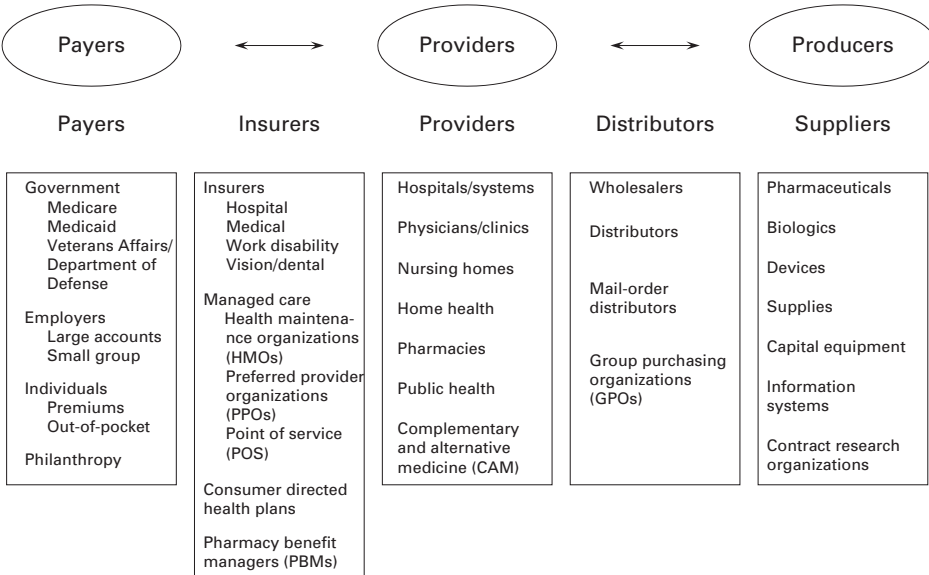 Payers
Providers
Producers
Payers
Insurers
Providers
Distributors
Suppliers
Government
Medicare
Medicaid
Veterans Affairs/
Department of
Defense
Employers
Large accounts
Small group
Individuals
Premiums
Out-of-pocket
Philanthropy
Insurers
Hospital
Medical
Work disability
Vision/dental
Managed care
Health maintena-
nce organizations
(HMOs)
Preferred provider
organizations
(PPOs)
Point of service
(POS)
Consumer directed
health plans
Pharmacy benefit
managers (PBMs)
Hospitals/systems
Physicians/clinics
Nursing homes
Home health
Pharmacies
Public health
Complementary
and alternative
medicine (CAM)
Wholesalers
Distributors
Mail-order
distributors
Group purchasing
organizations
(GPOs)
Pharmaceuticals
Biologics
Devices
Supplies
Capital equipment
Information
systems
Contract research
organizations